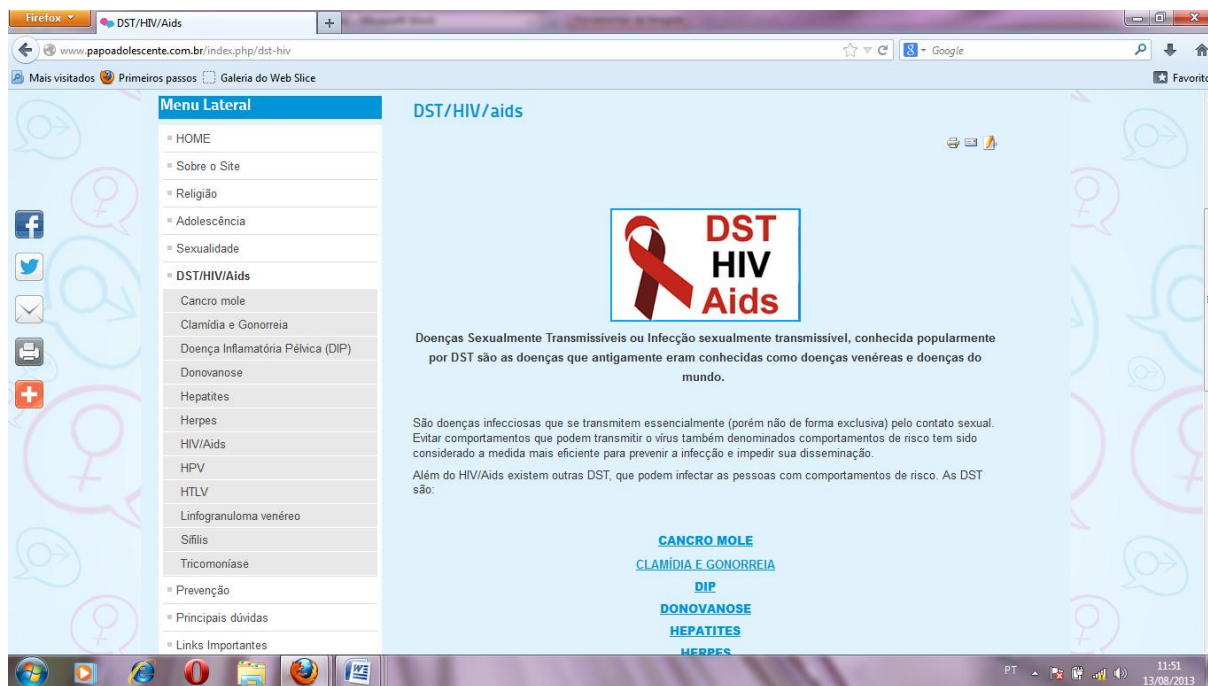 Firefox
DST/HIV/Aids
+
www.papoadolescente.com.br/index.php/dst-hiv
Google
Mais visitados
Primeiros passos
Galeria do Web Slice
Favorito
Menu Lateral
HOME
Sobre o Site
Religião
Adolescência
Sexualidade
DST/HIV/Aids
Cancro mole
Clamídia e Gonorreia
Doença Inflamatória Pélvica (DIP)
Donovanose
Hepatites
Herpes
HIV/Aids
HPV
HTLV
Linfogranuloma venéreo
Sífilis
Tricomoníase
Prevenção
Principais dúvidas
Links Importantes
DST/HIV/aids
DST
HIV
Aids
Doenças Sexualmente Transmissíveis ou Infecção sexualmente transmissível, conhecida popularmente
por DST são as doenças que antigamente eram conhecidas como doenças venéreas e doenças do
mundo.
São doenças infecciosas que se transmitem essencialmente (porém não de forma exclusiva) pelo contato sexual.
Evitar comportamentos que podem transmitir o vírus também denominados comportamentos de risco tem sido
considerado a medida mais eficiente para prevenir a infecção e impedir sua disseminação.
Além do HIV/Aids existem outras DST, que podem infectar as pessoas com comportamentos de risco. As DST
são:
CANCRO MOLE
CLAMÍDIA E GONORREIA
DIP
DONOVANOSE
HEPATITES
HERPES
PT
11:51
13/08/2013